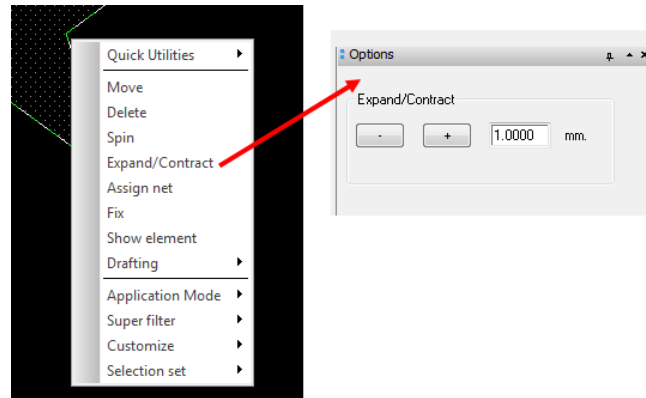 Quick Utilities
Move
Delete
Spin
Expand/Contract
Assign net
Fix
Show element
Drafting
Application Mode
Super filter
Customize
Selection set
Options
Expand/Contract
- + 1.0000 mm.